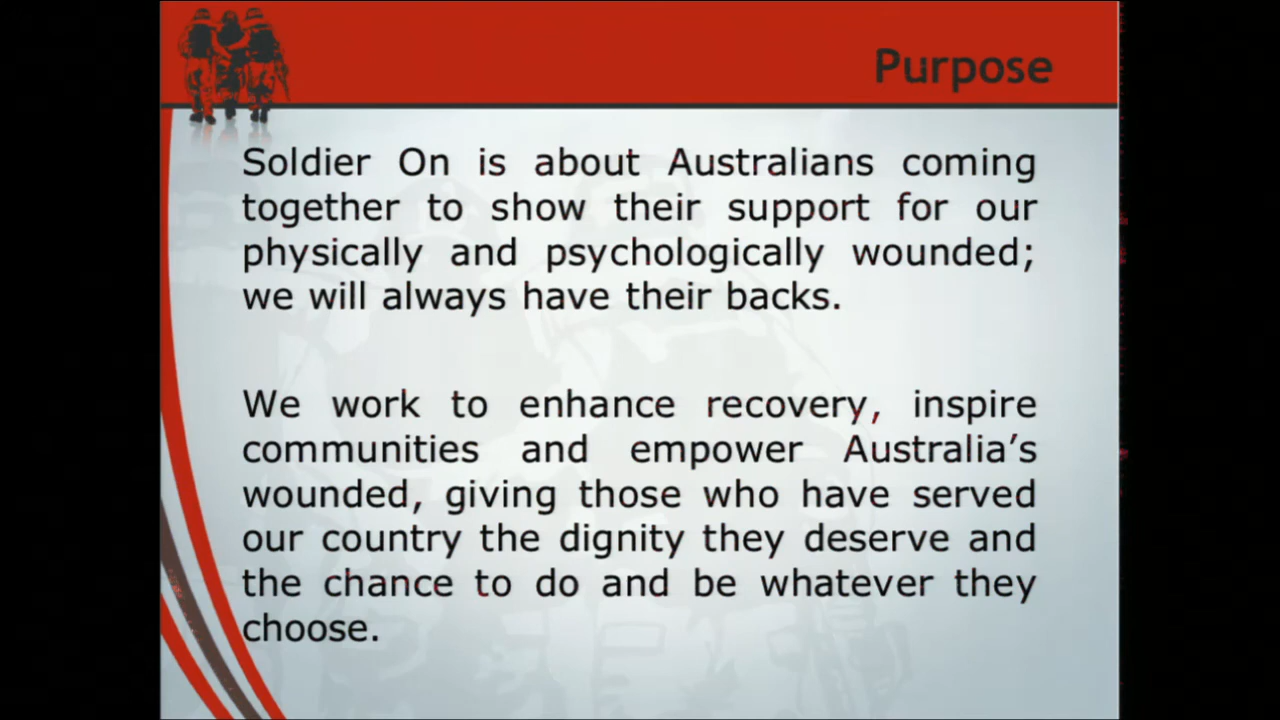 Purpose
Soldier On is about Australians coming
together to show their support for our
physically and psychologically wounded;
we will always have their backs.
We work to enhance recovery, inspire
communities and empower Australia’s
wounded, giving those who have served
our country the dignity they deserve and
the chance to do and be whatever they
choose.